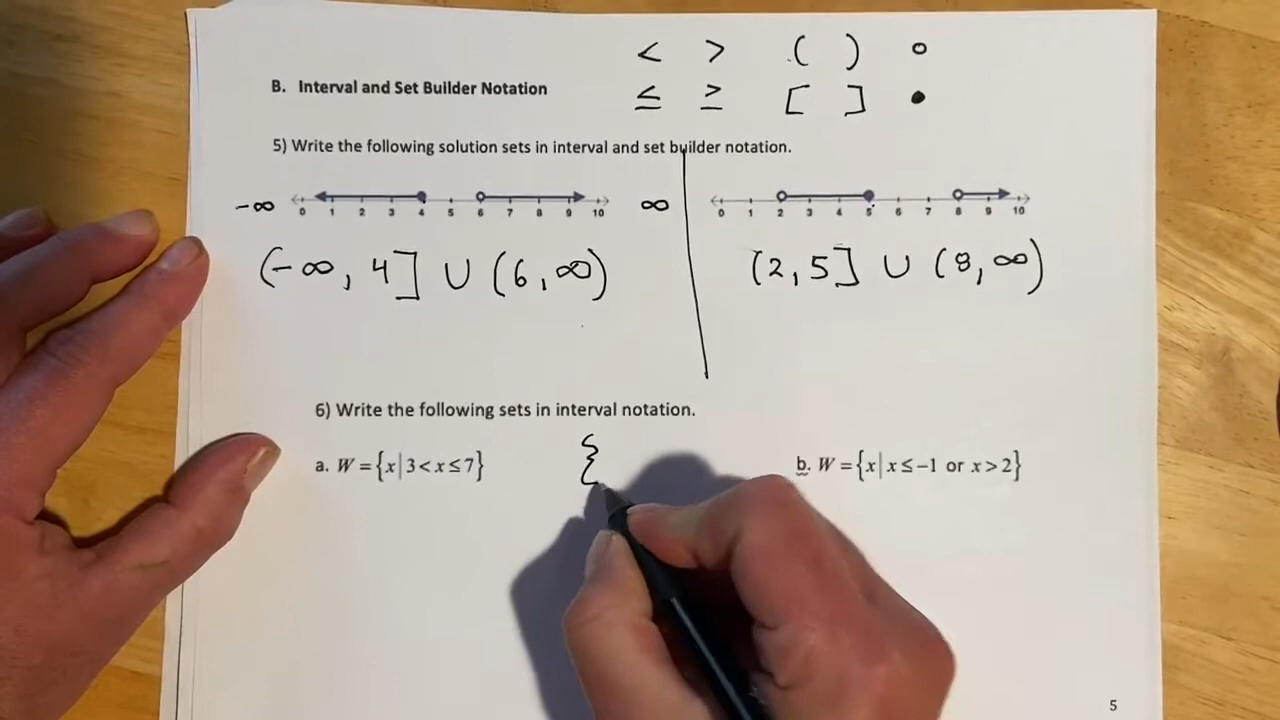 < > ( ) ○
B. Interval and Set Builder Notation
≤ ≥ [ ] ●
5) Write the following solution sets in interval and set builder notation.
-∞ 0 1 2 3 4 5 6 7 8 9 10 ∞
0 1 2 3 4 5 6 7 8 9 10
(-∞, 4] ∪ (6, ∞)
(2, 5] ∪ (8, ∞)
6) Write the following sets in interval notation.
a. W = {x|3<x≤7}
{
b. W = {x|x≤-1 or x>2}
5